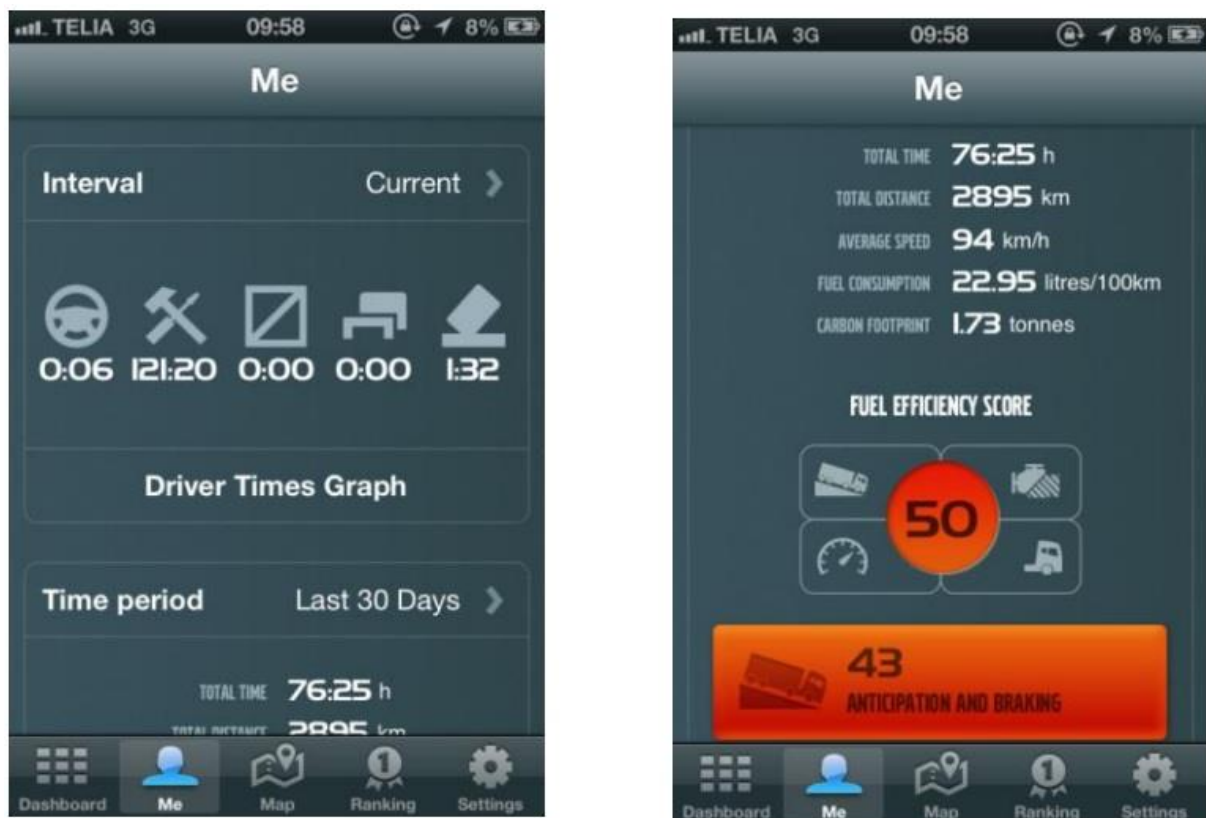 TELIA 3G 09:58 8%
Me
Interval Current
0:06 121:20 0:00 0:00 1:32
Driver Times Graph
Time period Last 30 Days
TOTAL TIME 76:25 h
TOTAL DISTANCE 2895 km
Dashboard Me Map Ranking Settings
TELIA 3G 09:58 8%
Me
TOTAL TIME 76:25 h
TOTAL DISTANCE 2895 km
AVERAGE SPEED 94 km/h
FUEL CONSUMPTION 22.95 litres/100km
CARBON FOOTPRINT 1.73 tonnes
FUEL EFFICIENCY SCORE
50
43
ANTICIPATION AND BRAKING
Dashboard Me Map Ranking Settings